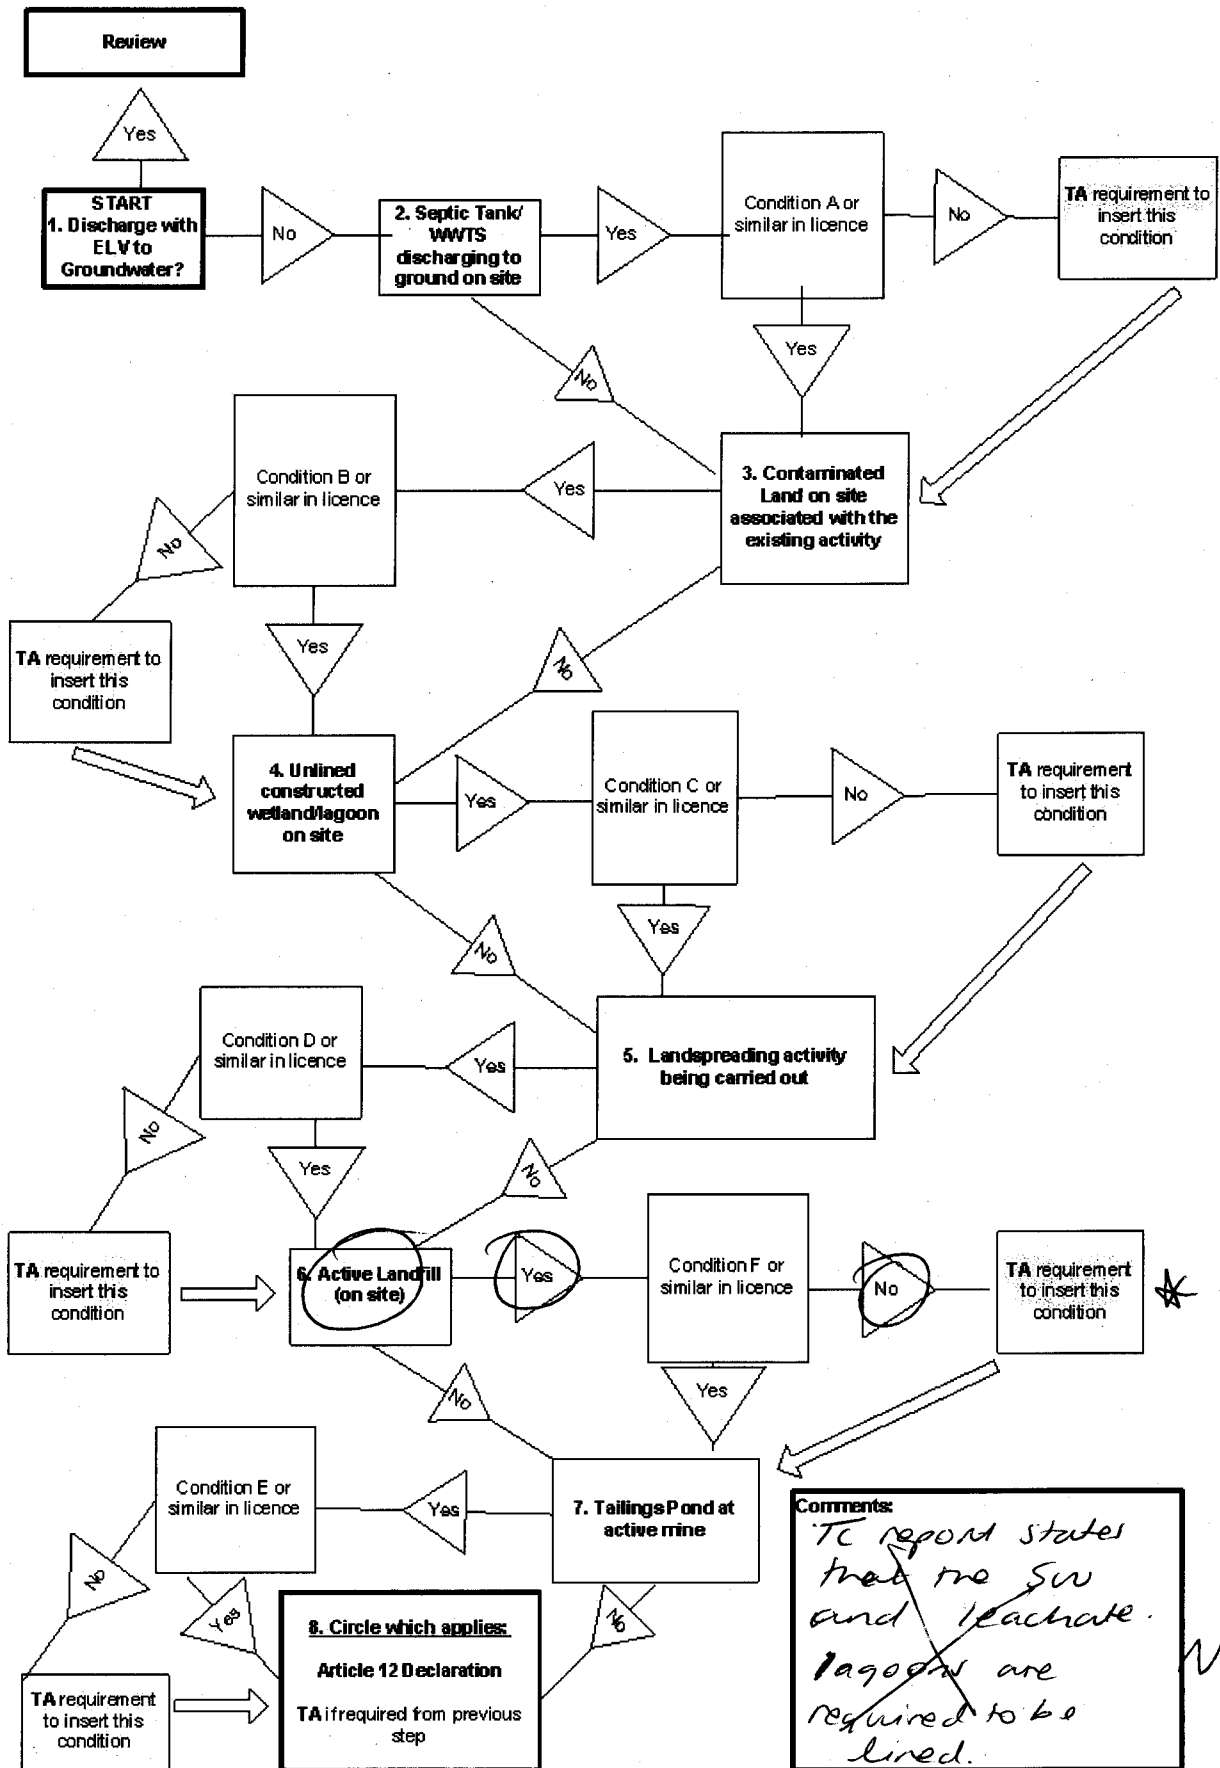 Review
Yes
START
1. Discharge with
ELV to
Groundwater?
No
2. Septic Tank/
WWTS
discharging to
ground on site
Yes
Condition A or
similar in licence
No
TA requirement to
insert this
condition
Yes
No
3. Contaminated
Land on site
associated with the
existing activity
Yes
Condition B or
similar in licence
No
TA requirement to
insert this
condition
Yes
No
4. Unlined
constructed
wetland/lagoon
on site
Yes
Condition C or
similar in licence
No
TA requirement
to insert this
condition
Yes
No
5. Landspreading activity
being carried out
Yes
Condition D or
similar in licence
No
TA requirement to
insert this
condition
Yes
No
6. Active Landfill
(on site)
Yes
Condition F or
similar in licence
No
TA requirement
to insert this
condition
Yes
No
7. Tailings Pond at
active mine
Yes
Condition E or
similar in licence
No
Yes
TA requirement
to insert this
condition
No
8. Circle which applies:
Article 12 Declaration
TA if required from previous
step
Comments:
TC report states
that the SW
and leachate.
lagoons are
required to be
lined.